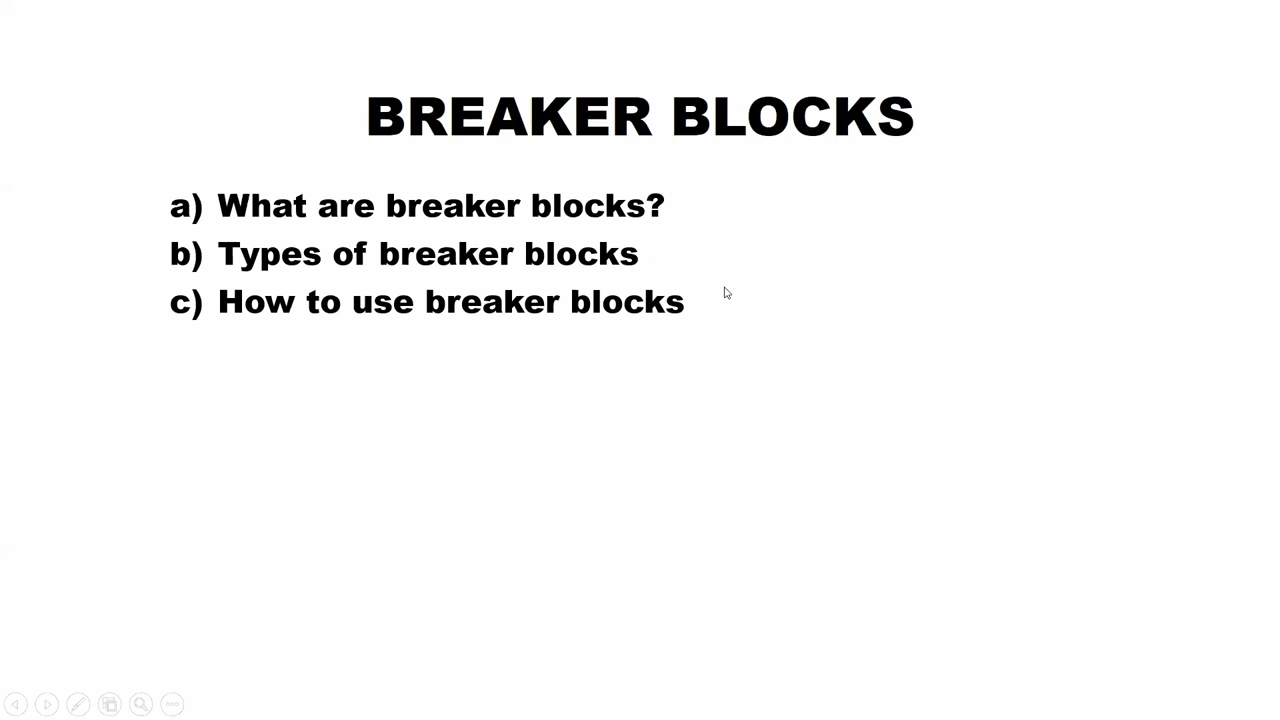 BREAKER BLOCKS
a) What are breaker blocks?
b) Types of breaker blocks
c) How to use breaker blocks